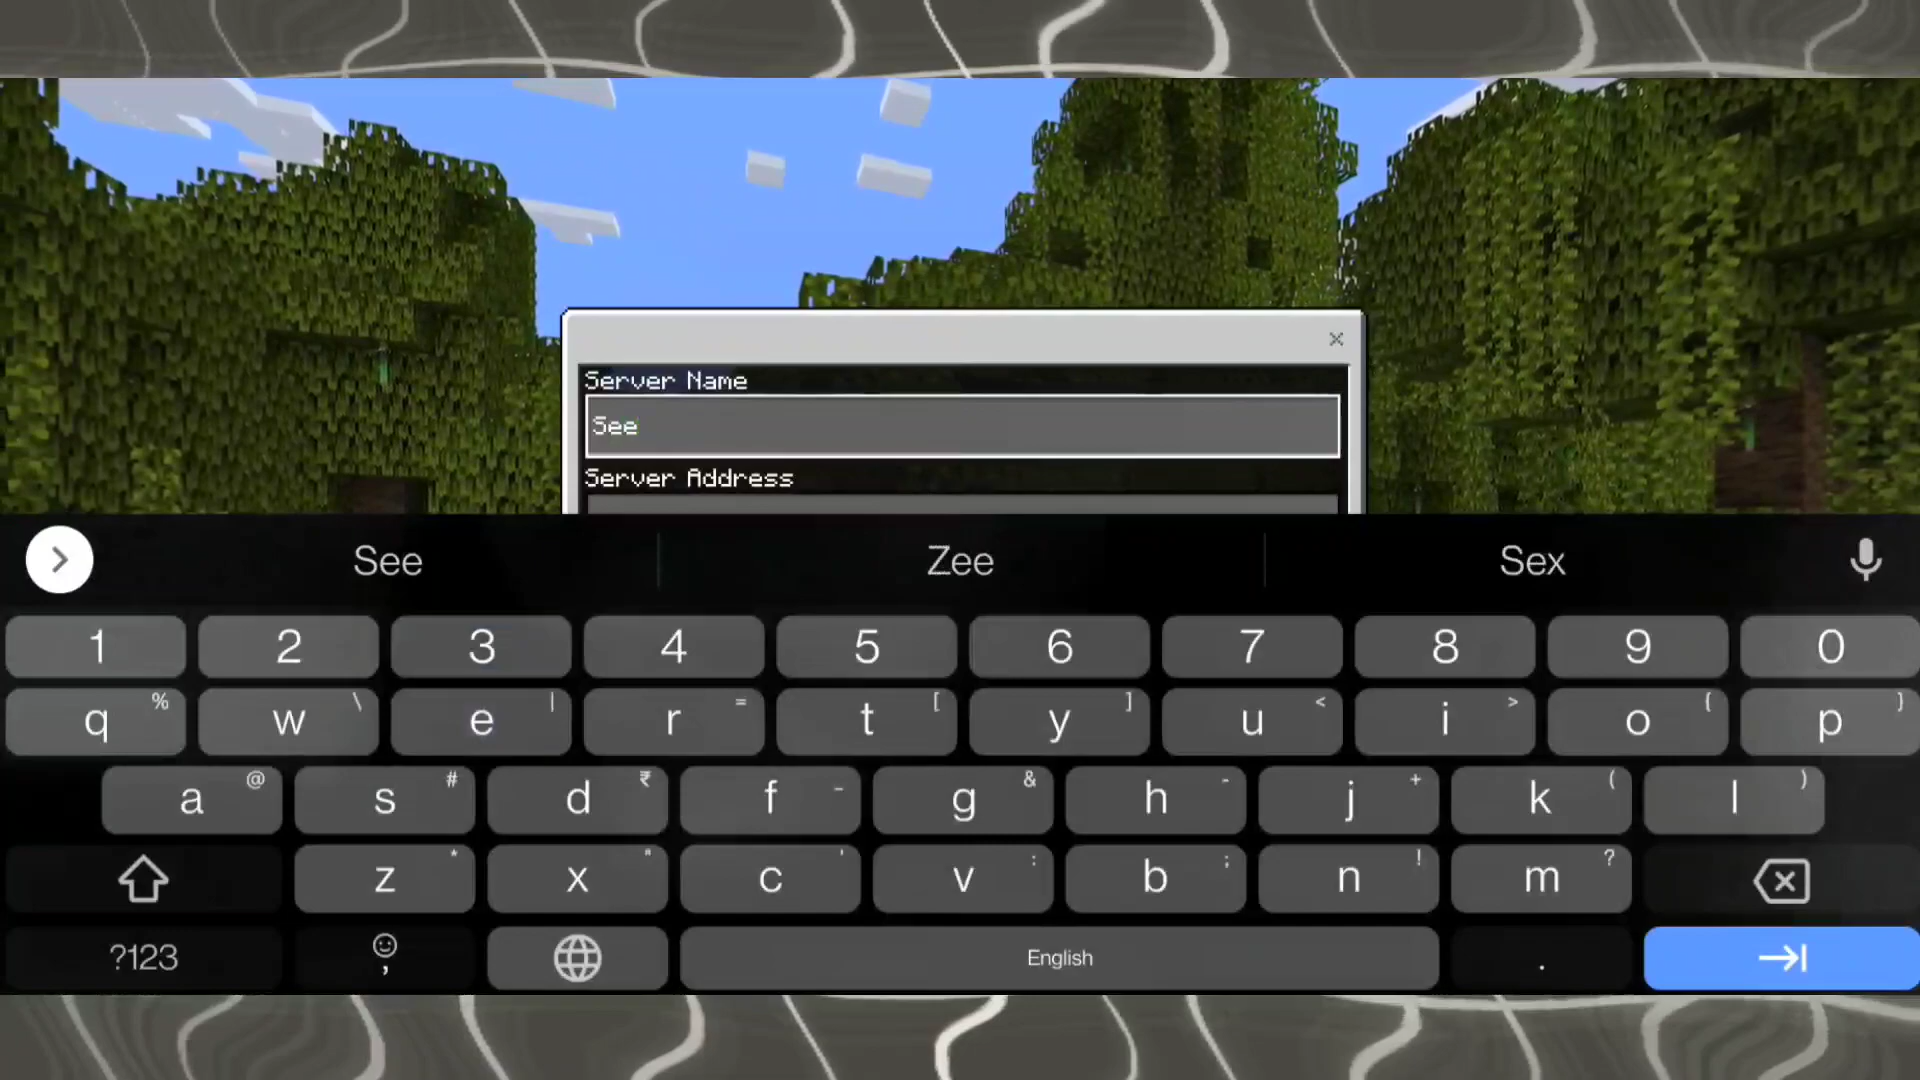 Server Name
See
Server Address
See Zee Sex
1 2 3 4 5 6 7 8 9 0
q % w \ e | r = t [ y ] u < i > o { p }
a @ s # d ₹ f _ g & h - j + k ( l )
z * x " c ' v : b ; n ! m ?
?123 , English .